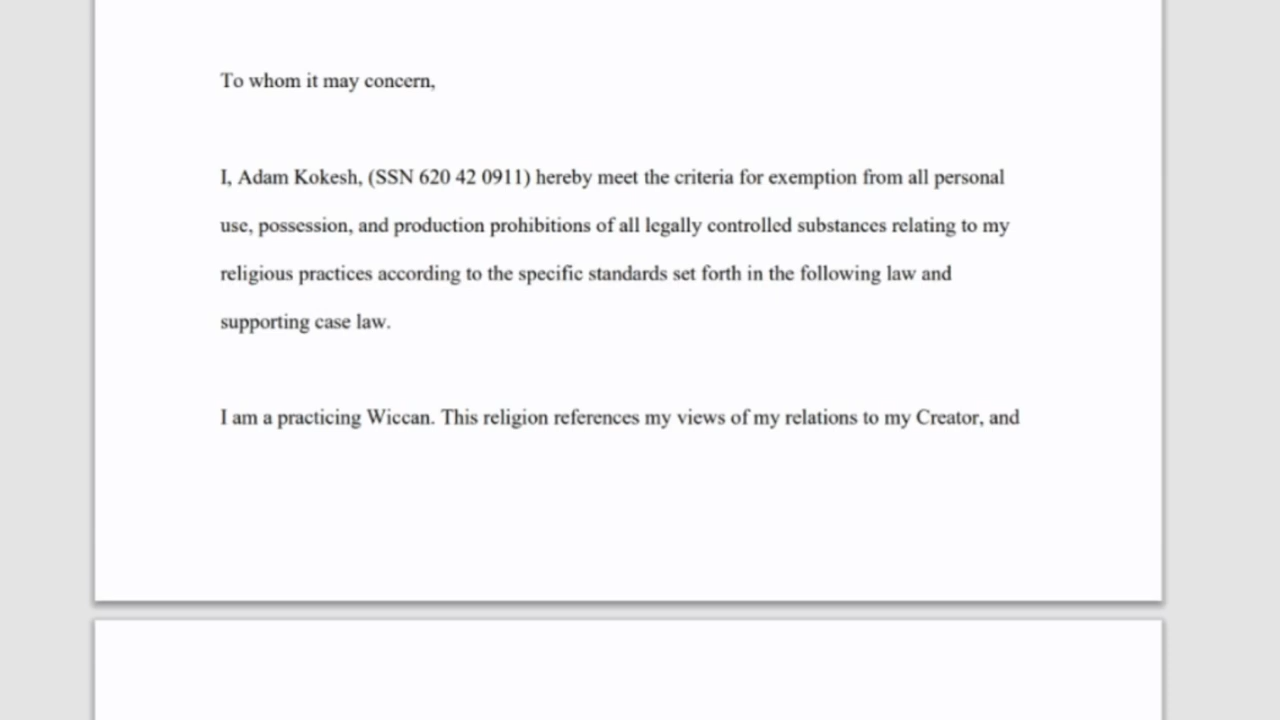 To whom it may concern,
I, Adam Kokesh, (SSN 620 42 0911) hereby meet the criteria for exemption from all personal
use, possession, and production prohibitions of all legally controlled substances relating to my
religious practices according to the specific standards set forth in the following law and
supporting case law.
I am a practicing Wiccan. This religion references my views of my relations to my Creator, and